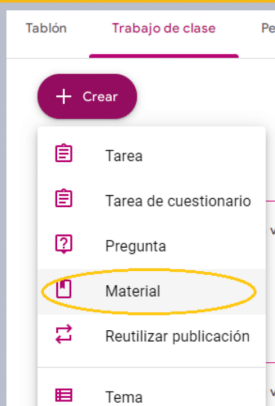 Tablón Trabajo de clase Pe
+ Crear
Tarea
Tarea de cuestionario
Pregunta
Material
Reutilizar publicación
Tema